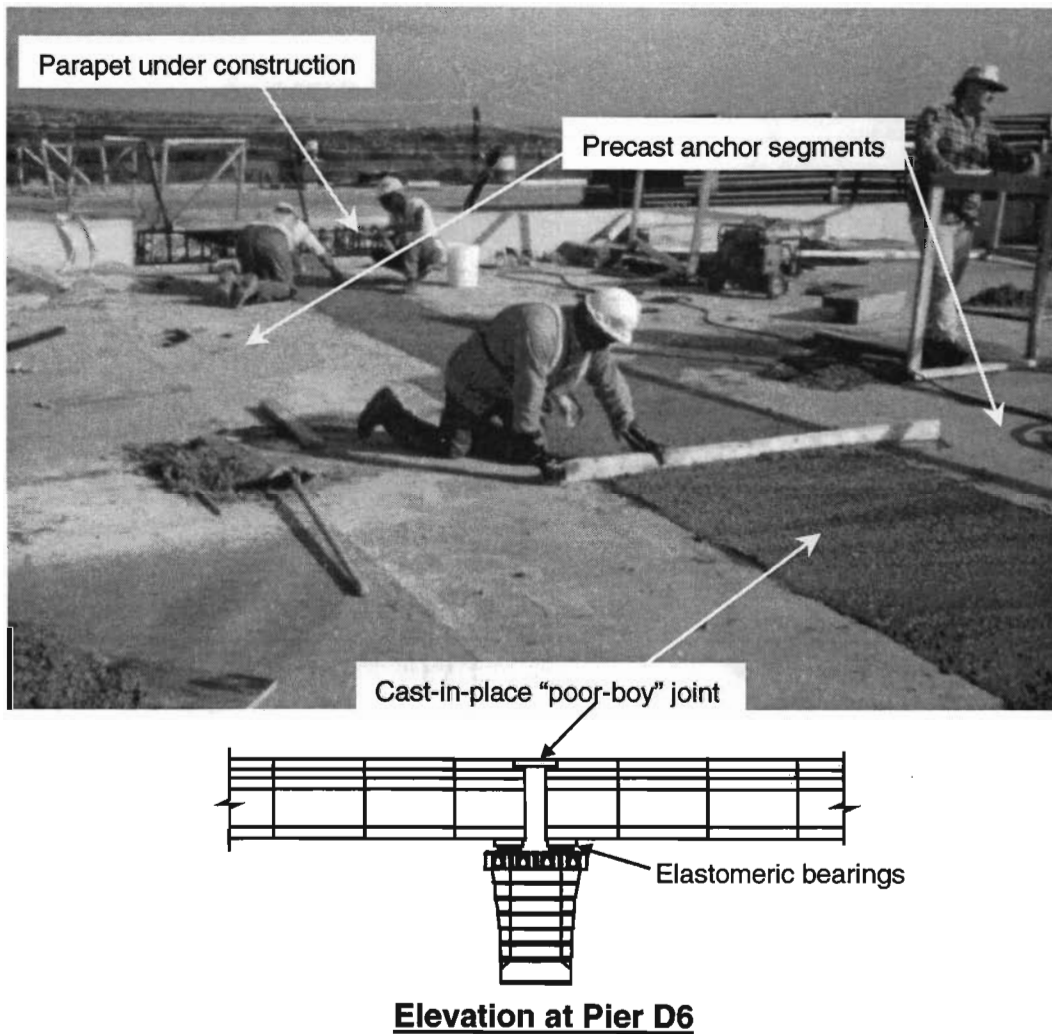 Parapet under construction
Precast anchor segments
Cast-in-place “poor-boy” joint
Elastomeric bearings
Elevation at Pier D6